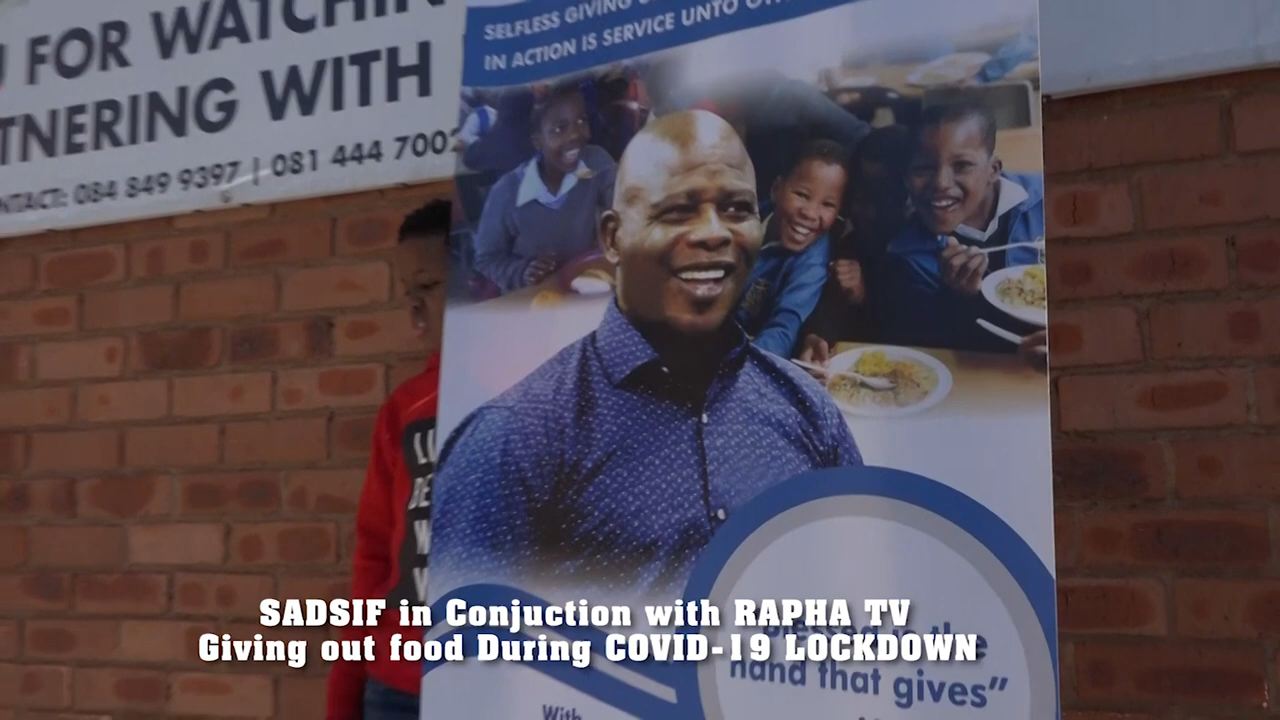 FOR WATCHIN
TNERING WITH
NTACT: 084 849 9397 | 081 444 700
SELFLESS GIVING
IN ACTION IS SERVICE UNTO
SADSIF in Conjuction with RAPHA TV
Giving out food During COVID-19 LOCKDOWN
the
hand that gives”
With